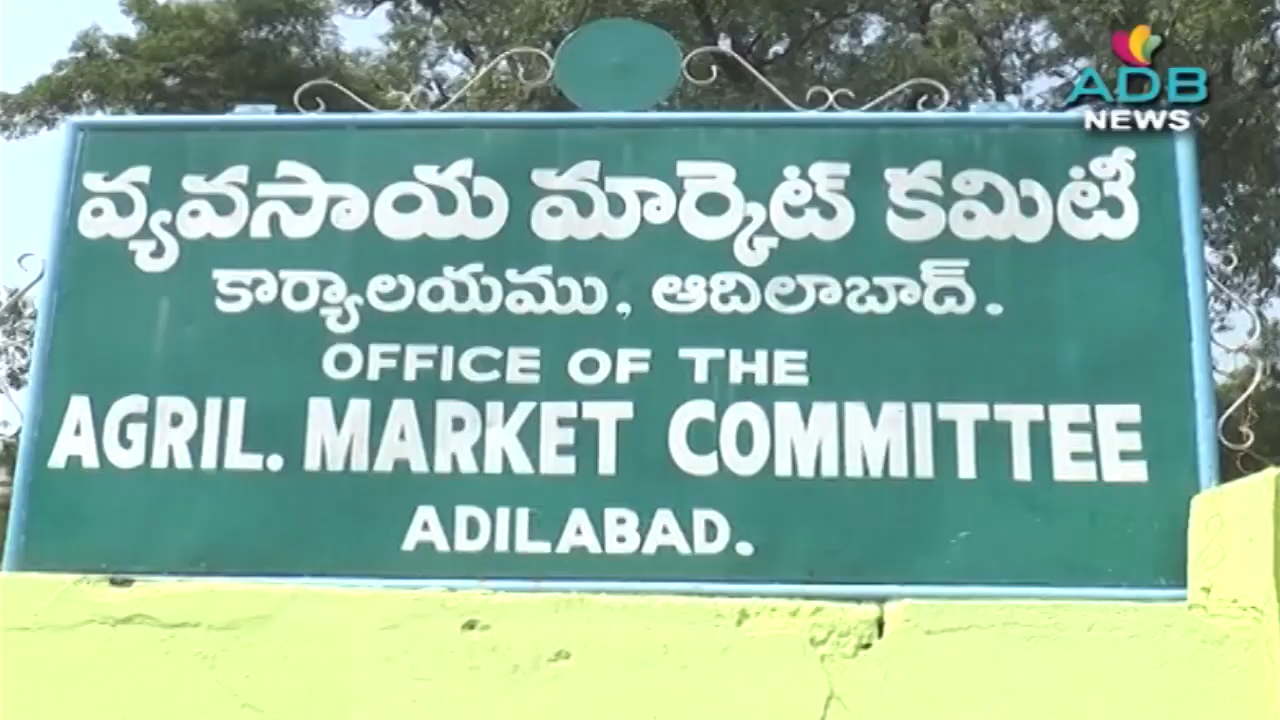 ADB
NEWS
వ్యవసాయ మార్కెట్ కమిటీ
కార్యాలయము, ఆదిలాబాద్.
OFFICE OF THE
AGRIL. MARKET COMMITTEE
ADILABAD.